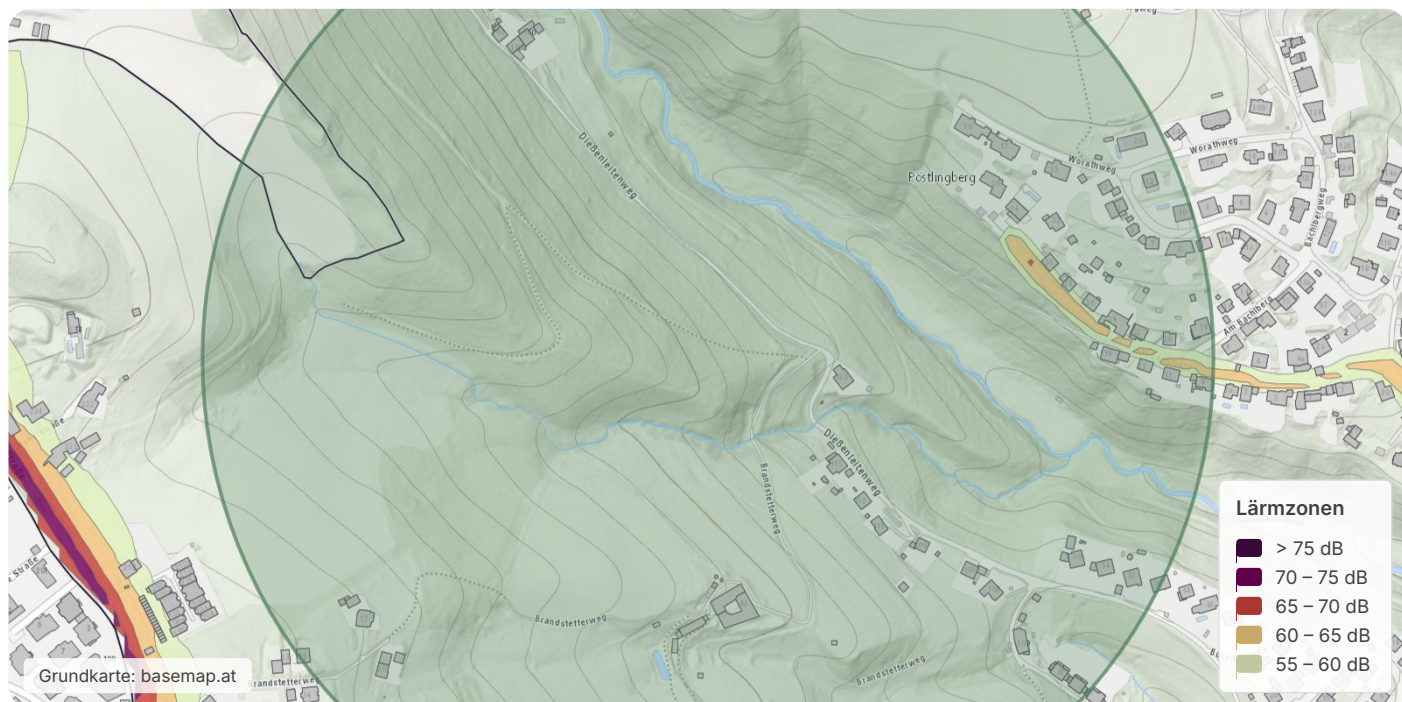 Dießenleitenweg
Worathweg
Worathweg
Pöstlingberg
Bachlbergweg
Am Bachlberg
Dießenleitenweg
Brandstetterweg
Brandstetterweg
Brandstetterweg
Brandstetterweg
Lärmzonen
> 75 dB
70 – 75 dB
65 – 70 dB
60 – 65 dB
55 – 60 dB
Grundkarte: basemap.at